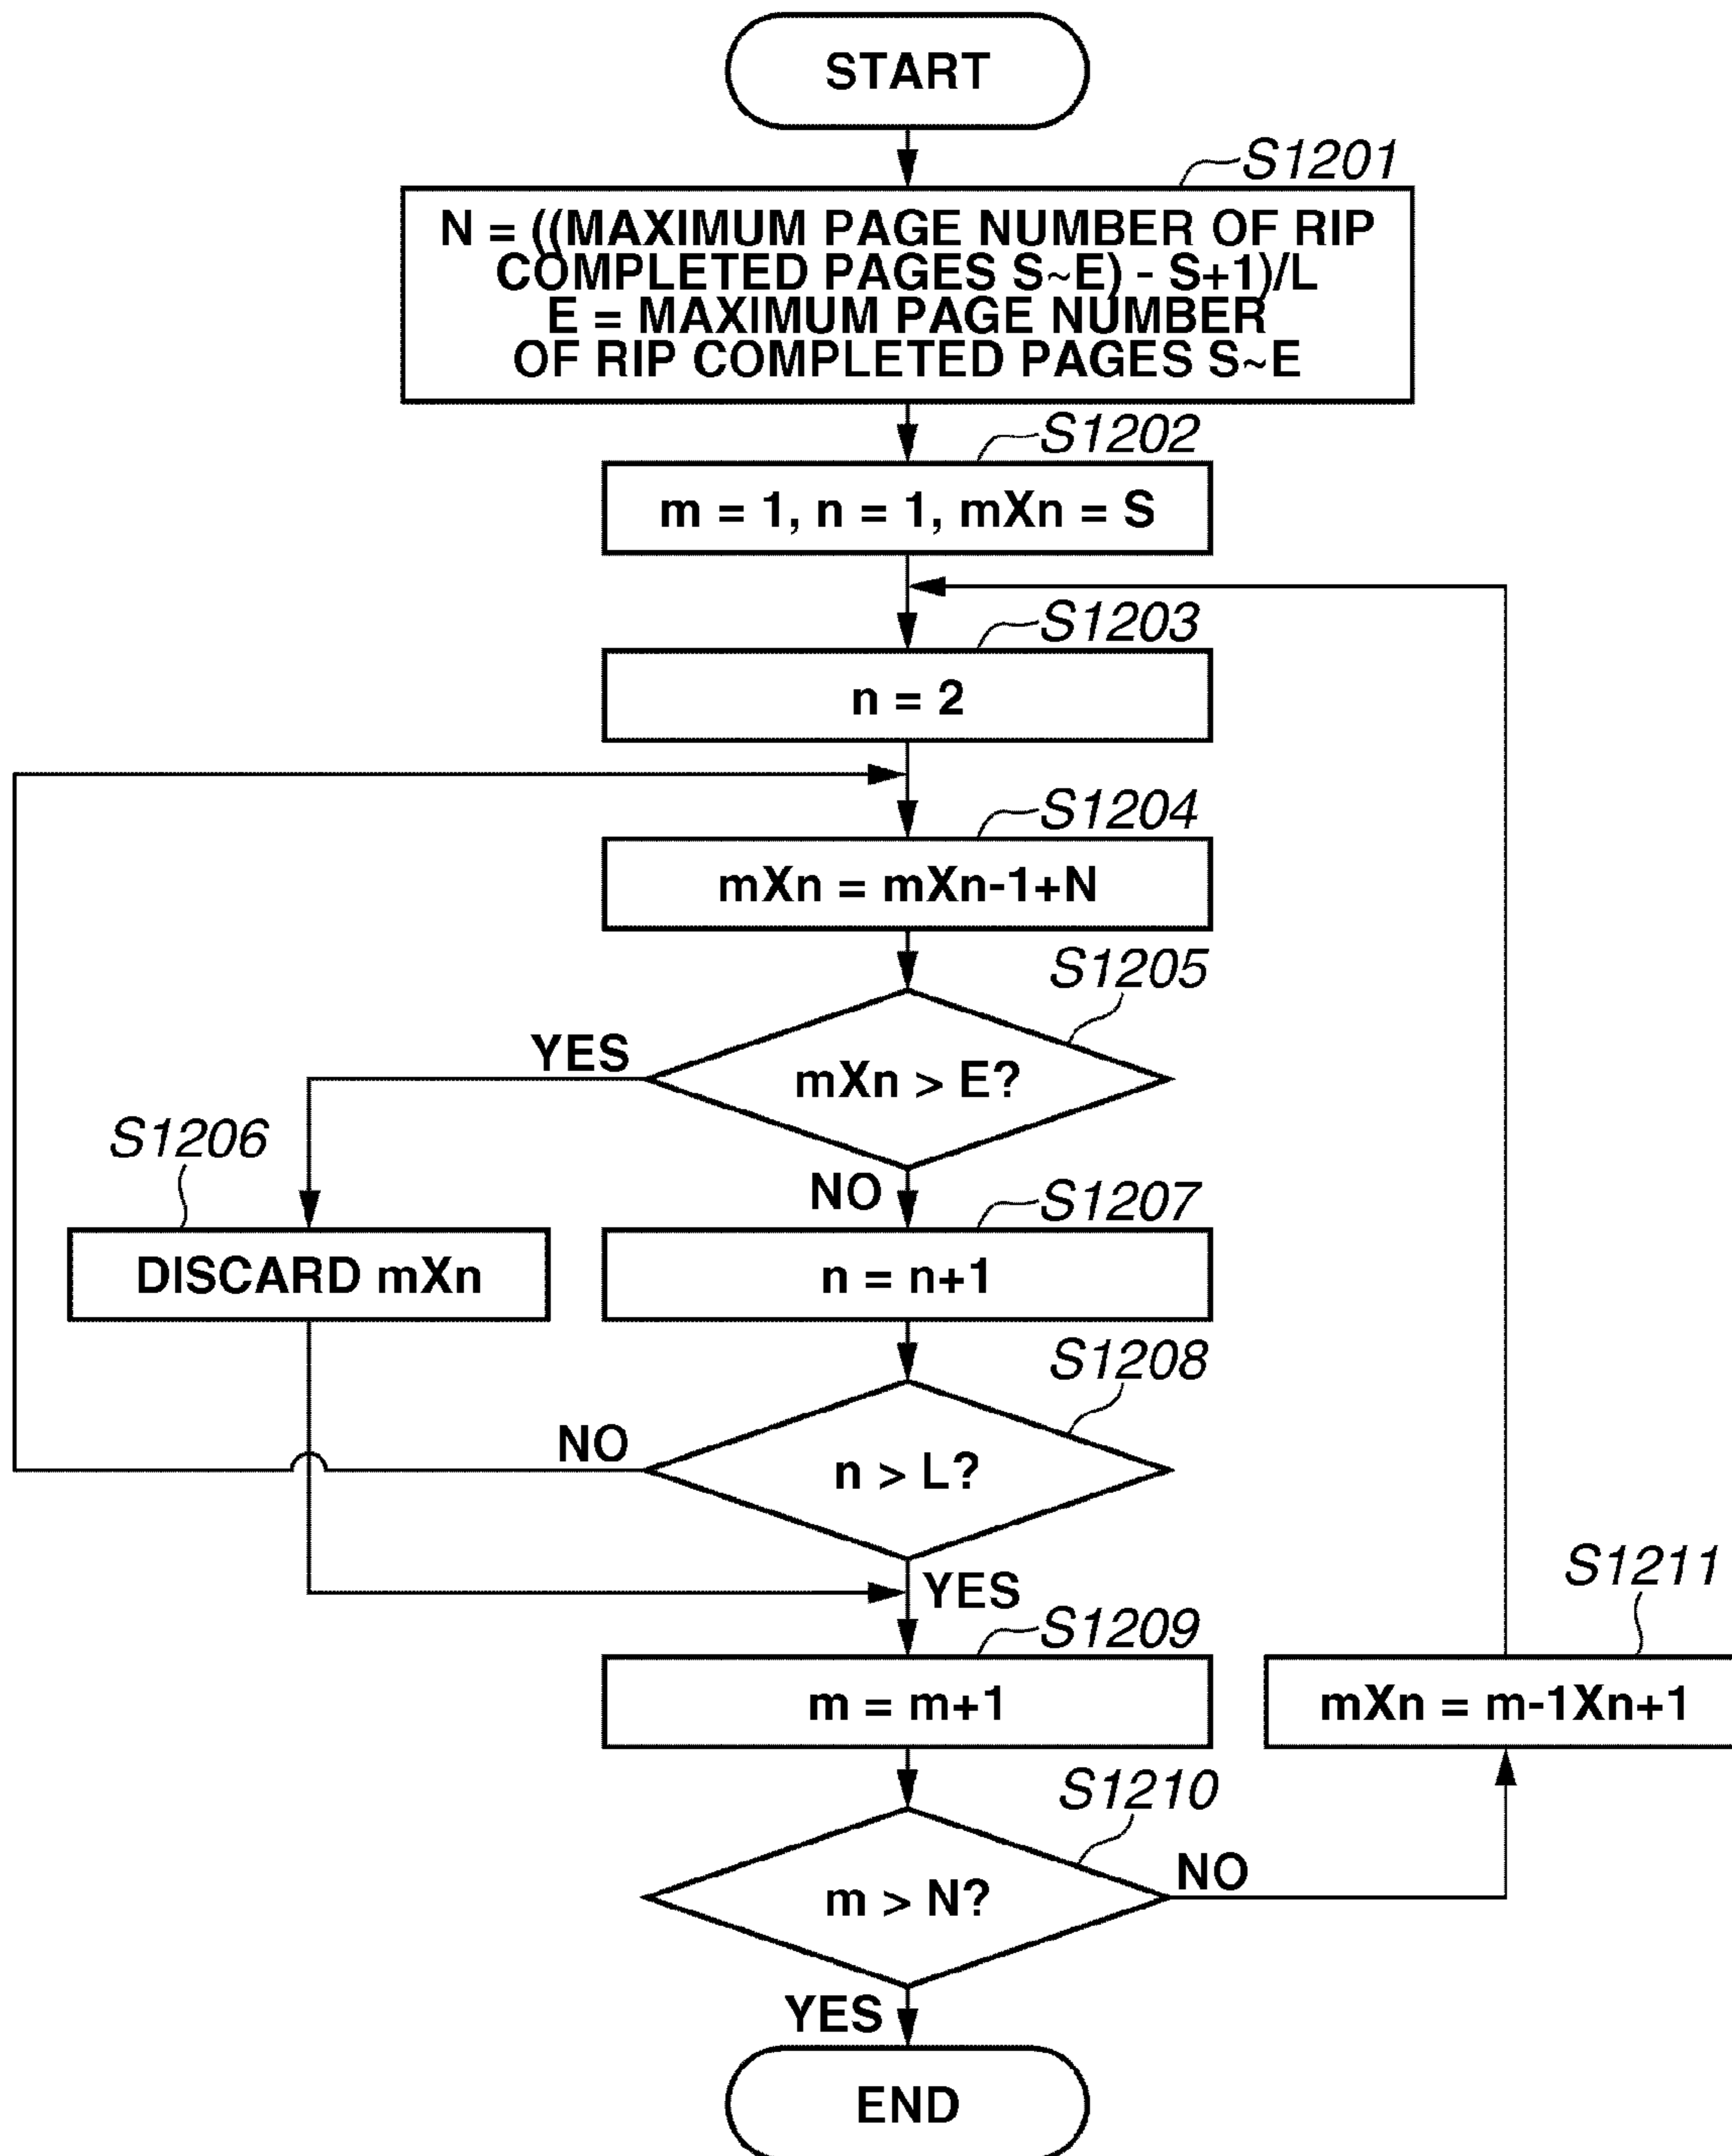 START
S1201
N = ((MAXIMUM PAGE NUMBER OF RIP
COMPLETED PAGES S~E) - S+1)/L
E = MAXIMUM PAGE NUMBER
OF RIP COMPLETED PAGES S~E
S1202
m = 1, n = 1, mXn = S
S1203
n = 2
S1204
mXn = mXn-1+N
S1205
YES
mXn > E?
S1206
NO
S1207
DISCARD mXn
n = n+1
S1208
NO
n > L?
YES
S1211
S1209
m = m+1
mXn = m-1Xn+1
S1210
NO
m > N?
YES
END